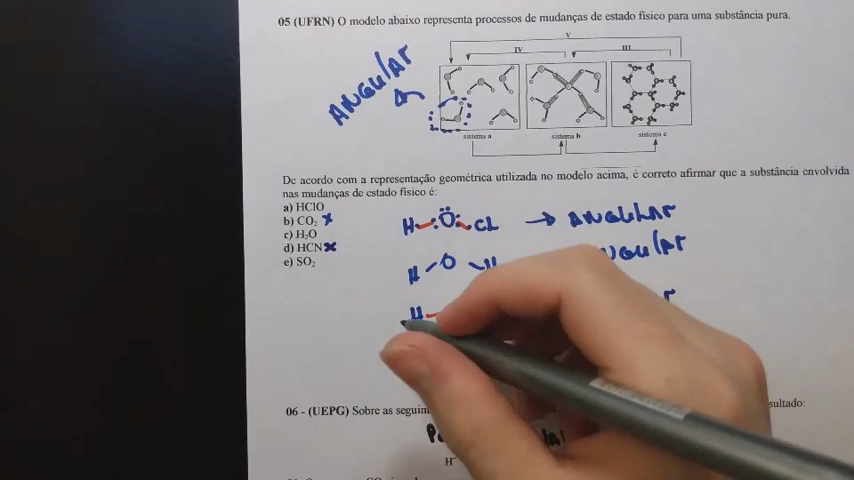 05 (UFRN) O modelo abaixo representa processos de mudanças de estado físico para uma substância pura.
V
IV III
ANGULAR
sistema a sistema b sistema c
De acordo com a representação geométrica utilizada no modelo acima, é correto afirmar que a substância envolvida
nas mudanças de estado físico é:
a) HClO
b) CO₂ x
c) H₂O
d) HCN x
e) SO₂
H O CL → ANGULAR
H O H
H
06 - (UEPG) Sobre as seguin sultado:
H